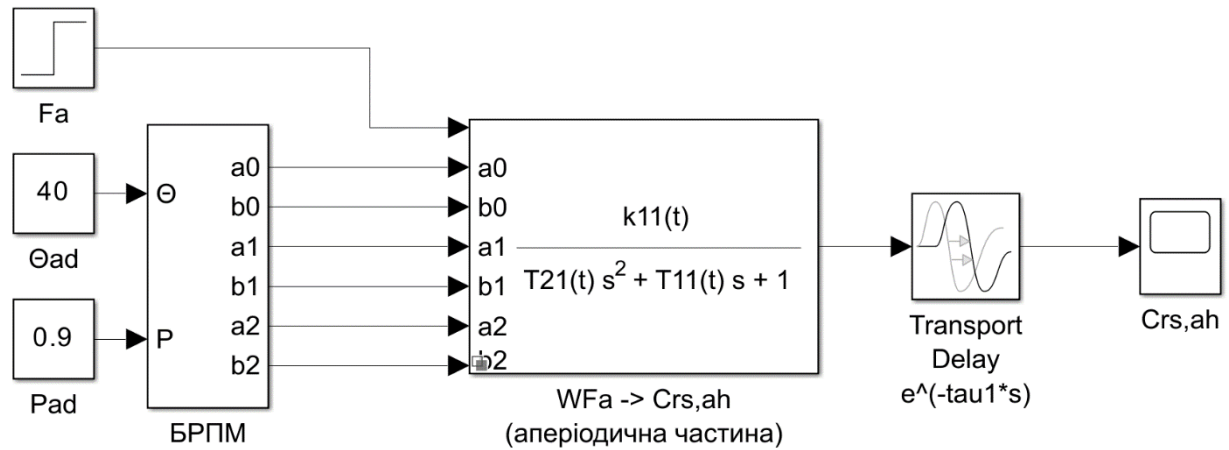 Fa
40
Θad
0.9
Pad
Θ
P
a0
b0
a1
b1
a2
b2
БРПМ
a0
b0
a1
b1
a2
b2
k11(t)
T21(t) s² + T11(t) s + 1
WFa -> Crs,ah
(аперіодична частина)
Transport
Delay
e^(-tau1*s)
Crs,ah